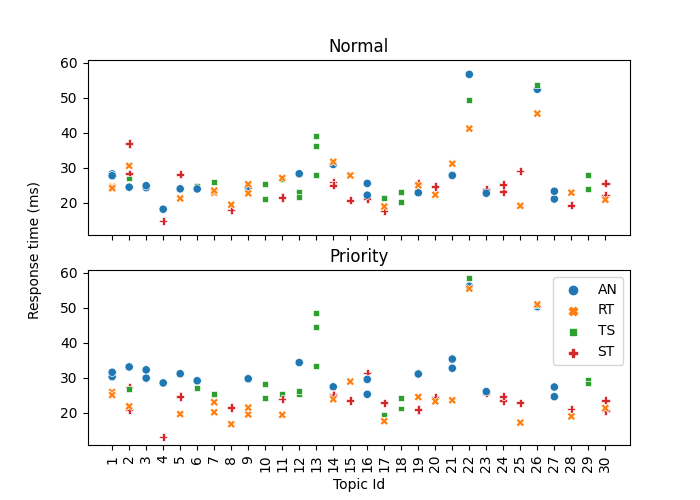 Normal
60
50
40
30
20
Response time (ms)
Priority
60
50
40
30
20
AN
RT
TS
ST
1 2 3 4 5 6 7 8 9 10 11 12 13 14 15 16 17 18 19 20 21 22 23 24 25 26 27 28 29 30
Topic Id